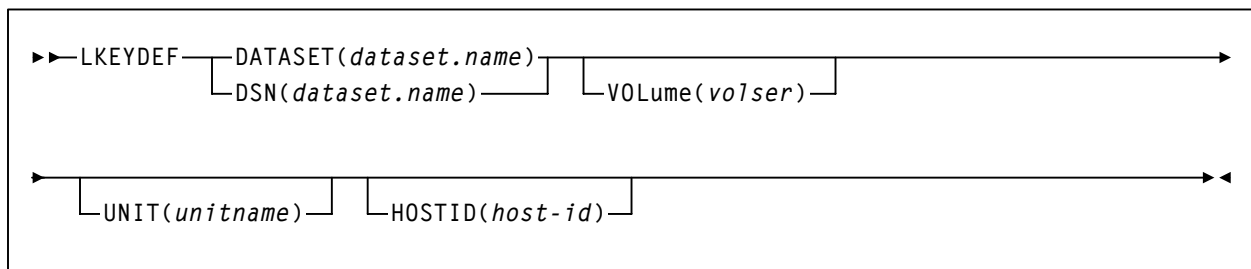 LKEYDEF DATASET(dataset.name)
DSN(dataset.name) VOLume(volser)
UNIT(unitname) HOSTID(host-id)